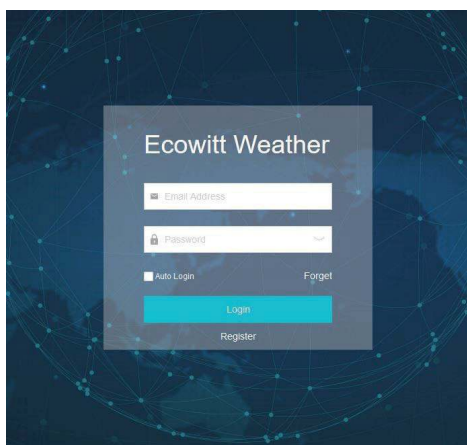 Ecowitt Weather
Email Address
Password
Auto Login Forget
Login
Register